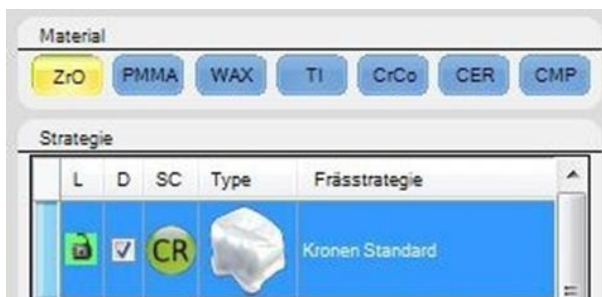 Material
ZrO PMMA WAX TI CrCo CER CMP
Strategie
L D SC Type Frässtrategie
CR Kronen Standard